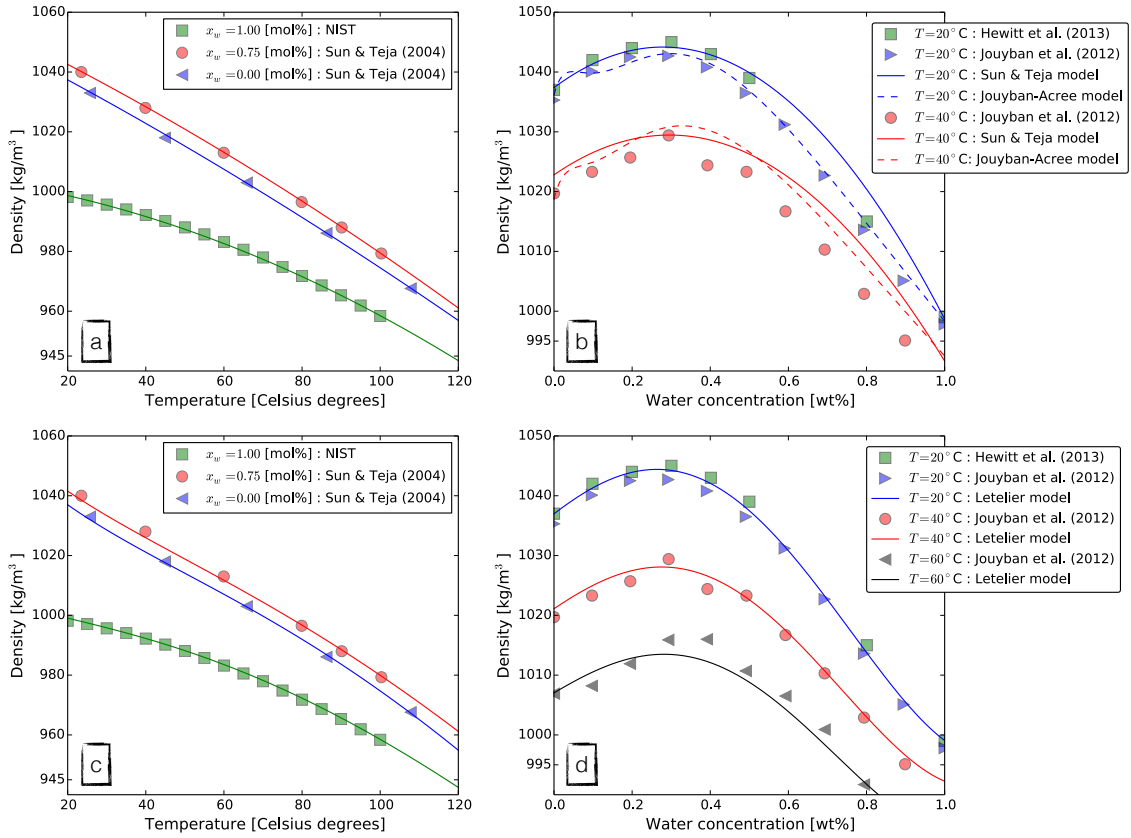 1060
1040
1020
1000
980
960
945
20
40
60
80
100
120
Density [kg/m³]
Temperature [Celsius degrees]
x_w =1.00 [mol%] : NIST
x_w =0.75 [mol%] : Sun & Teja (2004)
x_w =0.00 [mol%] : Sun & Teja (2004)
a
1050
1040
1030
1020
1010
1000
995
0.0
0.2
0.4
0.6
0.8
1.0
Density [kg/m³]
Water concentration [wt%]
T=20°C : Hewitt et al. (2013)
T=20°C : Jouyban et al. (2012)
T=20°C : Sun & Teja model
T=20°C : Jouyban-Acree model
T=40°C : Jouyban et al. (2012)
T=40°C : Sun & Teja model
T=40°C : Jouyban-Acree model
b
1060
1040
1020
1000
980
960
945
20
40
60
80
100
120
Density [kg/m³]
Temperature [Celsius degrees]
x_w =1.00 [mol%] : NIST
x_w =0.75 [mol%] : Sun & Teja (2004)
x_w =0.00 [mol%] : Sun & Teja (2004)
c
1050
1040
1030
1020
1010
1000
995
0.0
0.2
0.4
0.6
0.8
1.0
Density [kg/m³]
Water concentration [wt%]
T=20°C : Hewitt et al. (2013)
T=20°C : Jouyban et al. (2012)
T=20°C : Letelier model
T=40°C : Jouyban et al. (2012)
T=40°C : Letelier model
T=60°C : Jouyban et al. (2012)
T=60°C : Letelier model
d